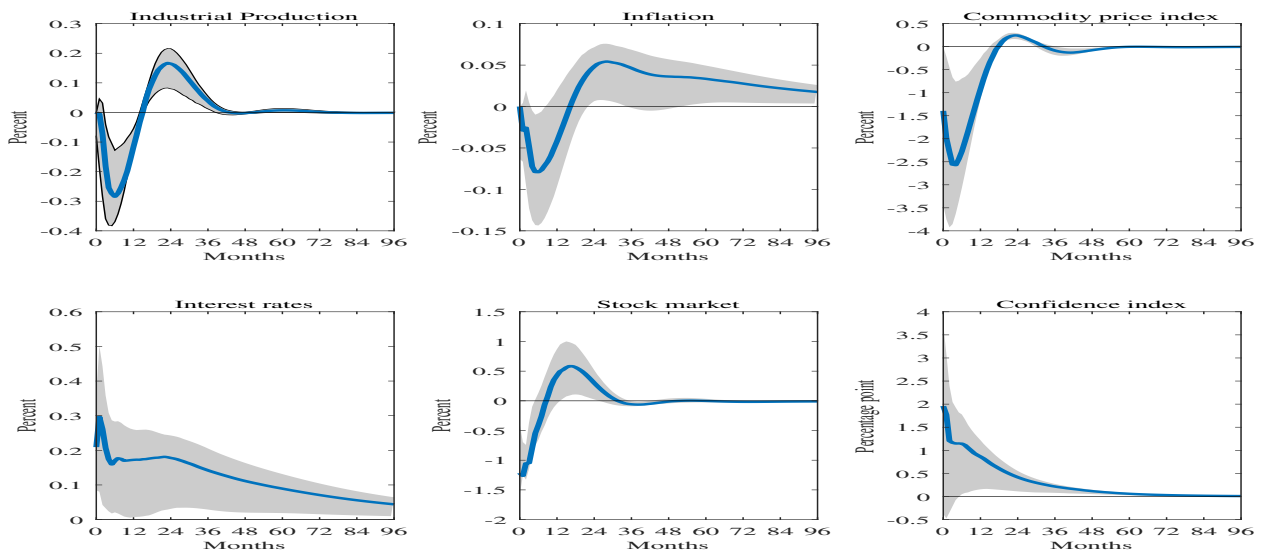 Industrial Production
Percent
0.3
0.2
0.1
0
-0.1
-0.2
-0.3
-0.4
0 12 24 36 48 60 72 84 96
Months
Inflation
Percent
0.1
0.05
0
-0.05
-0.1
0.15
0 12 24 36 48 60 72 84 96
Months
Commodity price index
Percent
0.5
0
-0.5
-1
-1.5
-2
-2.5
-3
-3.5
-4
0 12 24 36 48 60 72 84 96
Months
Interest rates
Percent
0.6
0.5
0.4
0.3
0.2
0.1
0
0 12 24 36 48 60 72 84 96
Months
Stock market
Percent
1.5
1
0.5
0
-0.5
-1
-1.5
-2
0 12 24 36 48 60 72 84 96
Months
Confidence index
Percentage point
4
3.5
3
2.5
2
1.5
1
0.5
0
-0.5
0 12 24 36 48 60 72 84 96
Months